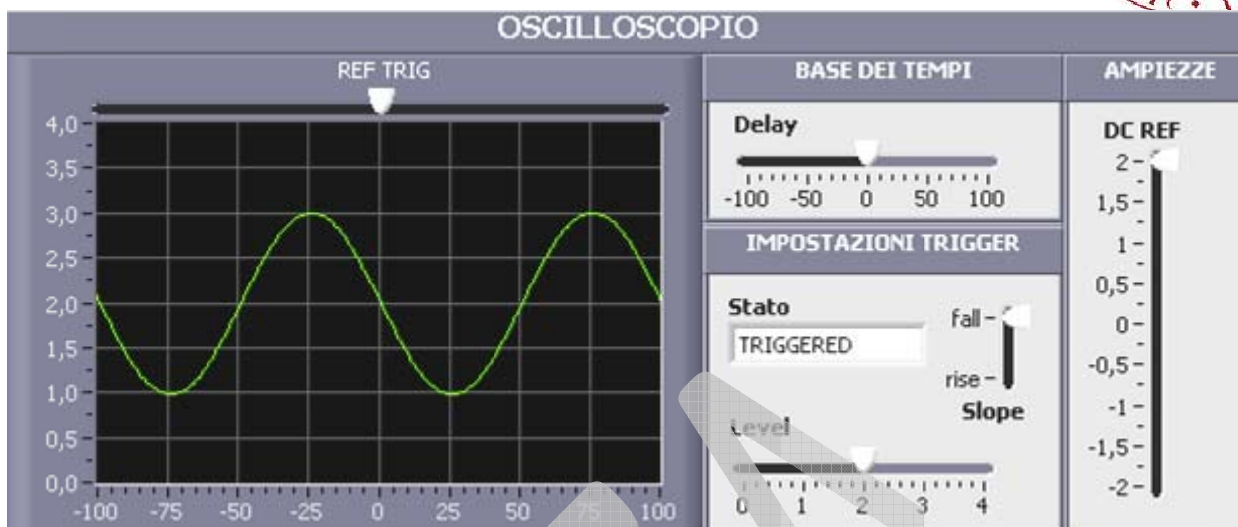 OSCILLOSCOPIO
REF TRIG
4,0
3,5
3,0
2,5
2,0
1,5
1,0
0,5
0,0
-100 -75 -50 -25 0 25 50 75 100
BASE DEI TEMPI
Delay
-100 -50 0 50 100
IMPOSTAZIONI TRIGGER
Stato
TRIGGERED
fall
rise
Slope
Level
0 1 2 3 4
AMPIEZZE
DC REF
2
1,5
1
0,5
0
-0,5
-1
-1,5
-2